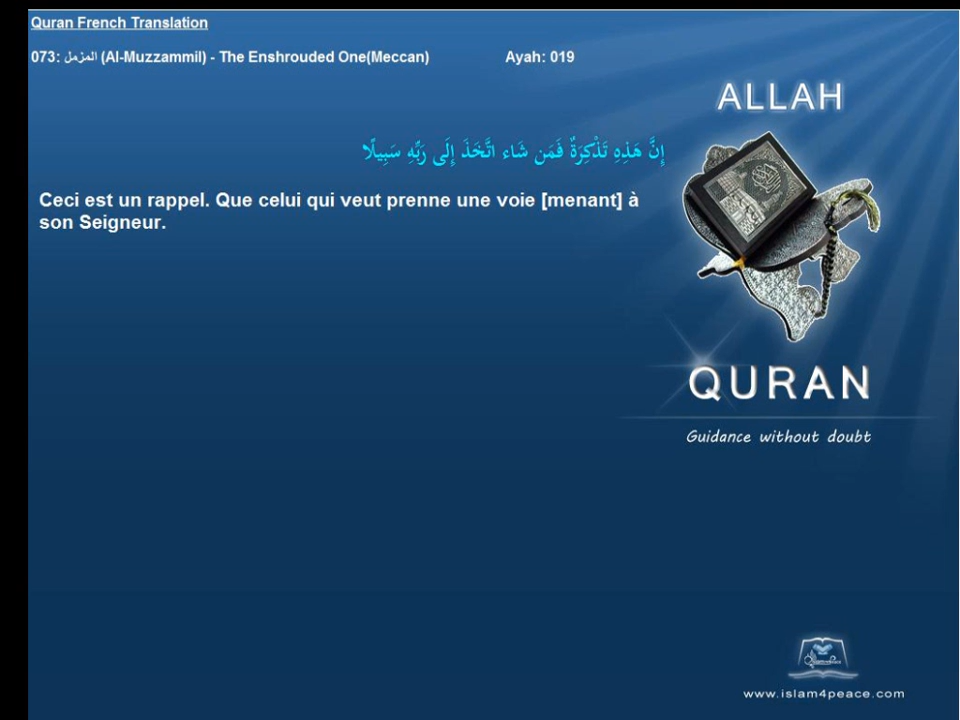 Quran French Translation
073: المزمل (Al-Muzzammil) - The Enshrouded One(Meccan) Ayah: 019
ALLAH
إِنَّ هَذِهِ تَذْكِرَةٌ فَمَن شَاء اتَّخَذَ إِلَى رَبِّهِ سَبِيلًا
Ceci est un rappel. Que celui qui veut prenne une voie [menant] à
son Seigneur.
QURAN
Guidance without doubt
www.islam4peace.com